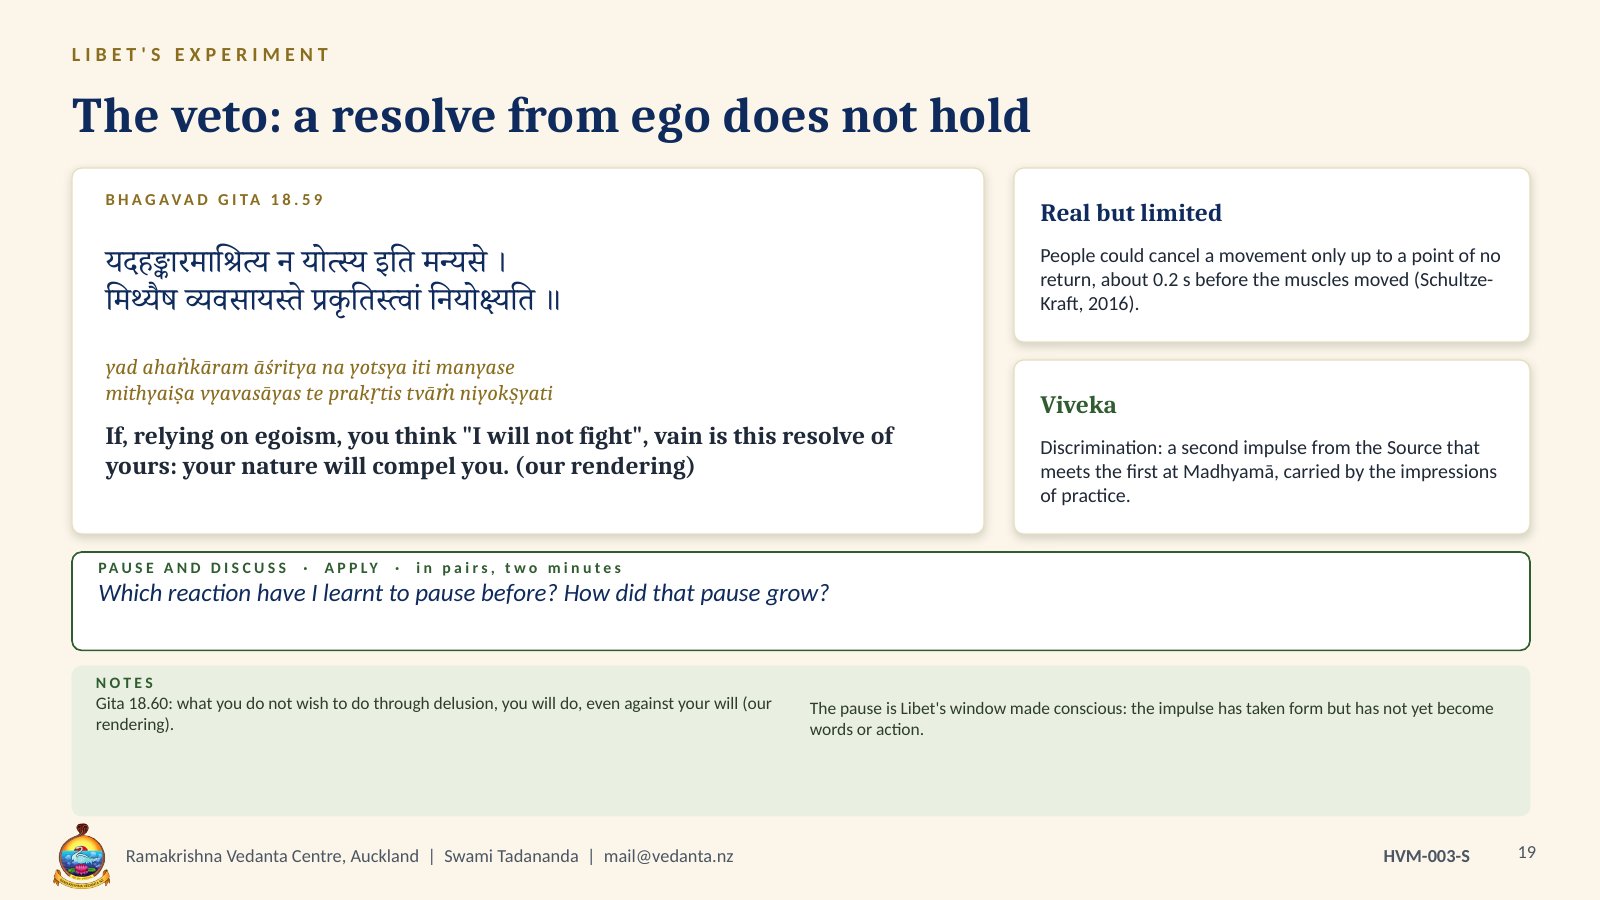 LIBET'S EXPERIMENT
The veto: a resolve from ego does not hold
BHAGAVAD GITA 18.59
यदहङ्कारमाश्रित्य न योत्स्य इति मन्यसे ।
मिथ्यैष व्यवसायस्ते प्रकृतिस्त्वां नियोक्ष्यति ॥
yad ahaṅkāram āśritya na yotsya iti manyase
mithyaiṣa vyavasāyas te prakṛtis tvāṁ niyokṣyati
If, relying on egoism, you think "I will not fight", vain is this resolve of
yours: your nature will compel you. (our rendering)
Real but limited
People could cancel a movement only up to a point of no
return, about 0.2 s before the muscles moved (Schultze-
Kraft, 2016).
Viveka
Discrimination: a second impulse from the Source that
meets the first at Madhyamā, carried by the impressions
of practice.
PAUSE AND DISCUSS · APPLY · in pairs, two minutes
Which reaction have I learnt to pause before? How did that pause grow?
NOTES
Gita 18.60: what you do not wish to do through delusion, you will do, even against your will (our
rendering).
The pause is Libet's window made conscious: the impulse has taken form but has not yet become
words or action.
Ramakrishna Vedanta Centre, Auckland | Swami Tadananda | mail@vedanta.nz
HVM-003-S
19